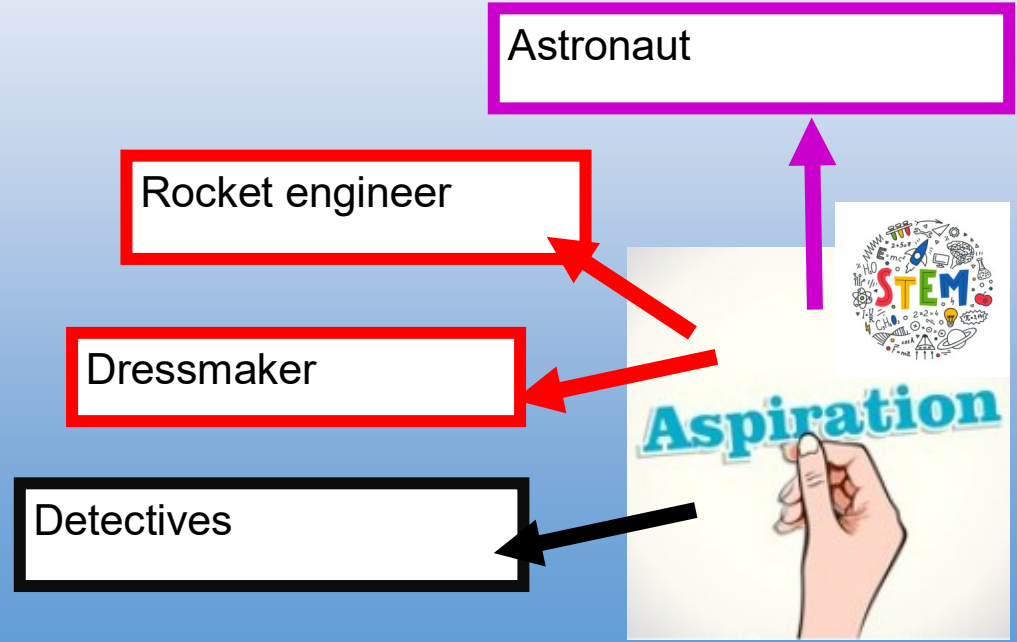 Astronaut
Rocket engineer
Dressmaker
Detectives
STEM
Aspiration